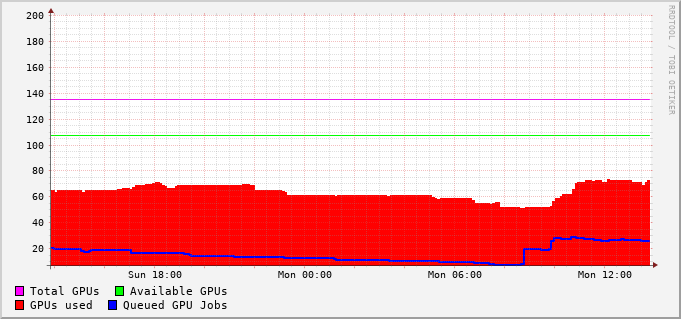 200
180
160
140
120
100
80
60
40
20
Sun 18:00 Mon 00:00 Mon 06:00 Mon 12:00
Total GPUs Available GPUs
GPUs used Queued GPU Jobs
RRDTOOL / TOBI OETIKER